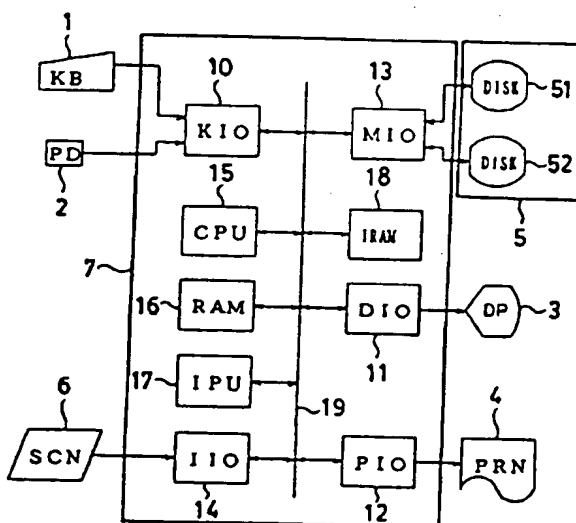 1
KB
10
KIO
13
MIO
DISK
51
PD
2
DISK
52
5
15
CPU
18
IRAM
7
16
RAM
DIO
11
DP
3
17
IPU
19
6
SCN
IIO
14
PIO
12
4
PRN